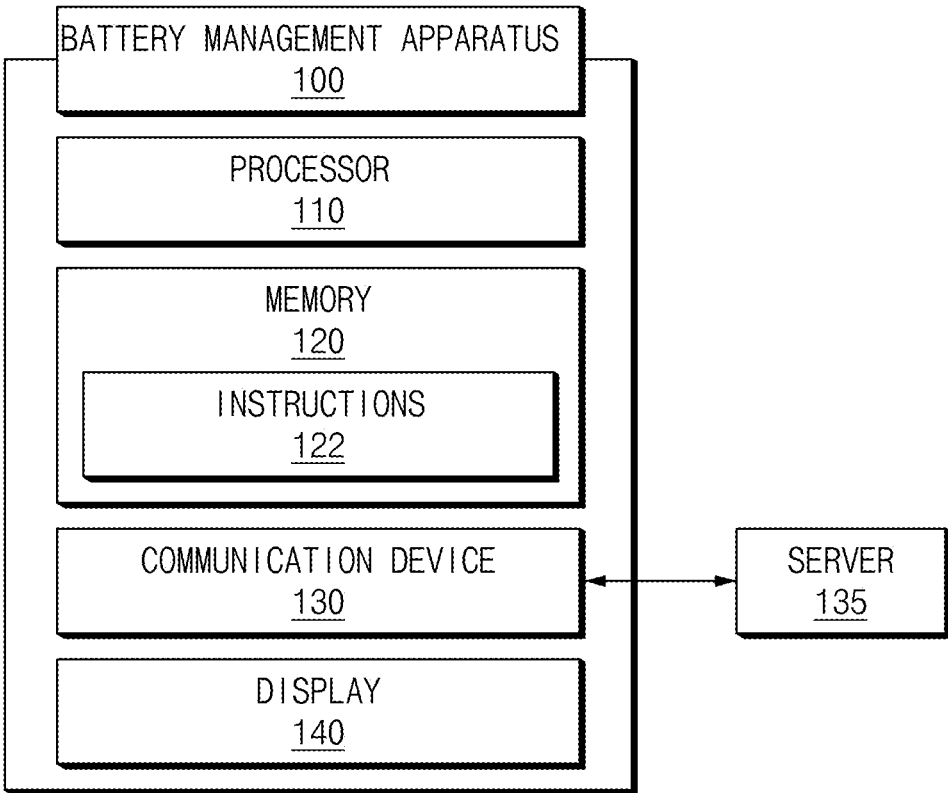 BATTERY MANAGEMENT APPARATUS
100
PROCESSOR
110
MEMORY
120
INSTRUCTIONS
122
COMMUNICATION DEVICE
130
SERVER
135
DISPLAY
140